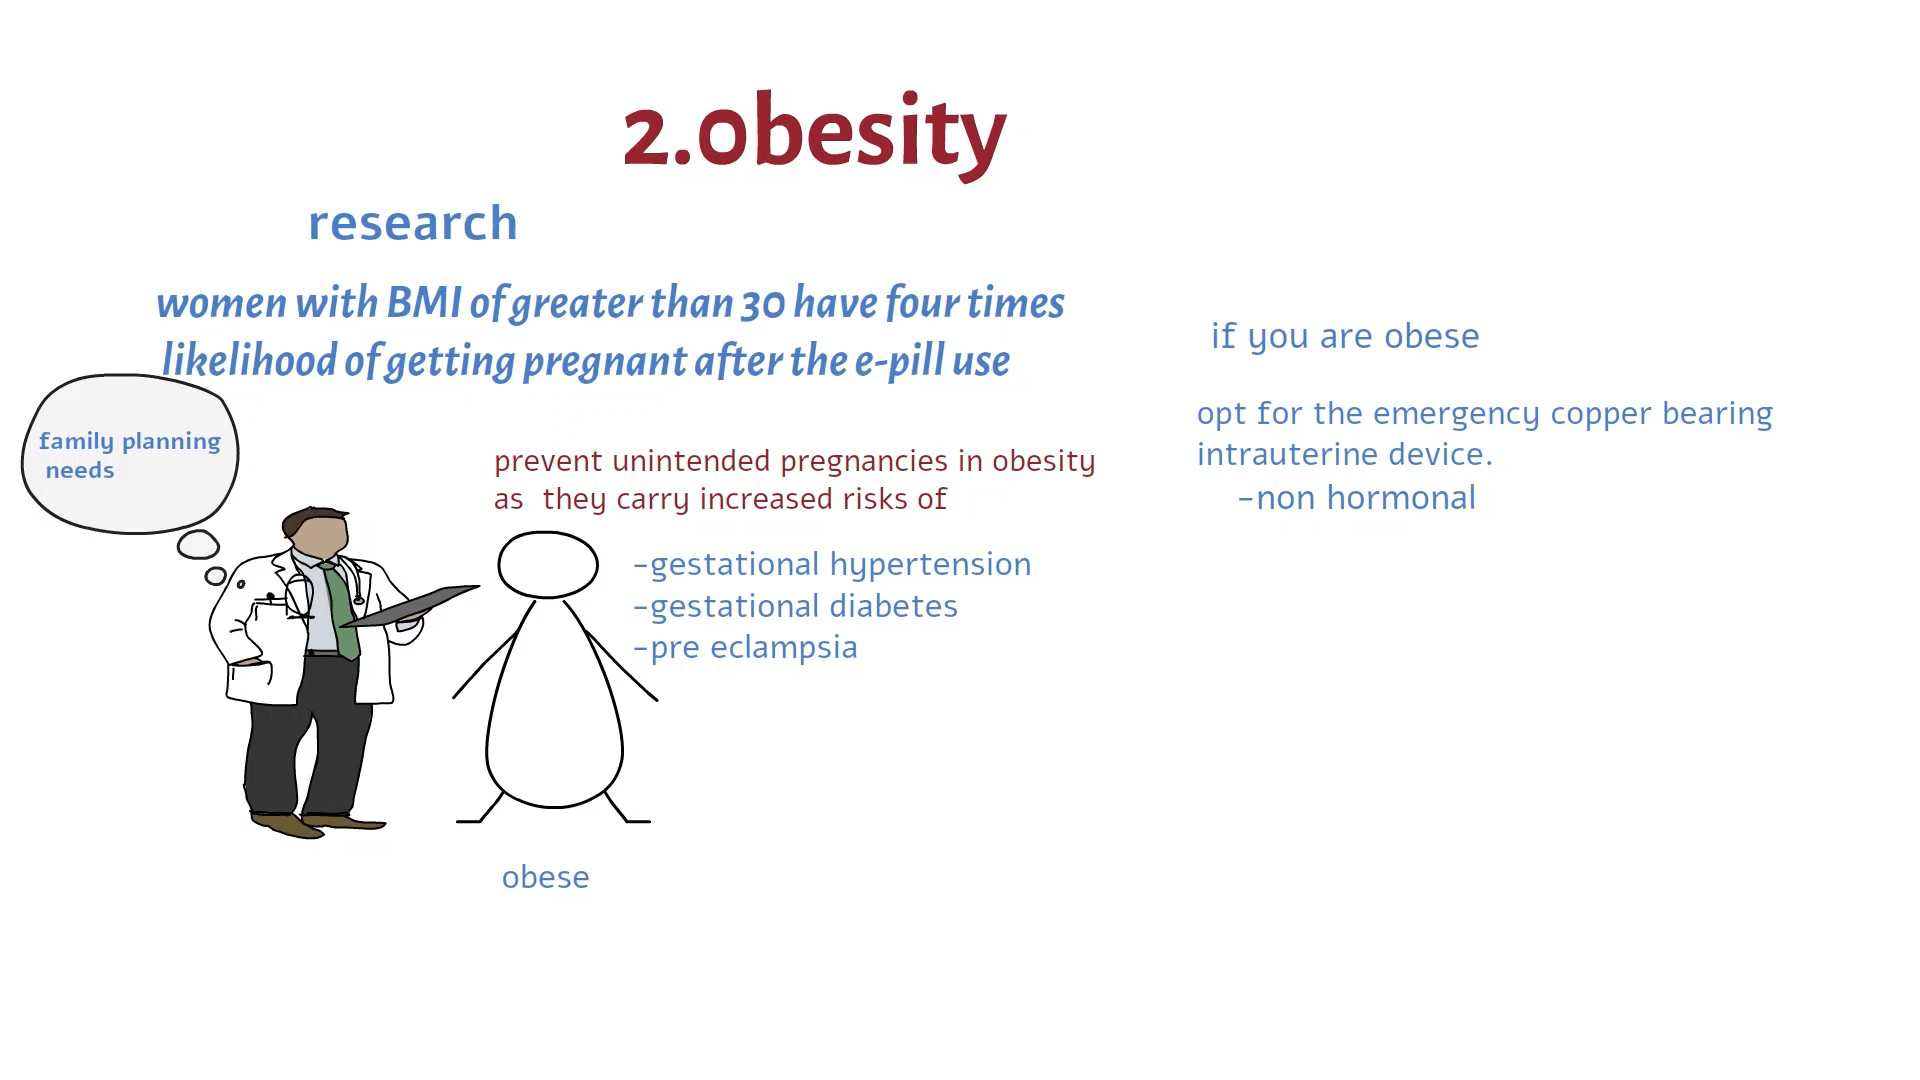 2.Obesity
research
women with BMI of greater than 30 have four times
likelihood of getting pregnant after the e-pill use
family planning
needs
prevent unintended pregnancies in obesity
as they carry increased risks of
-gestational hypertension
-gestational diabetes
-pre eclampsia
obese
if you are obese
opt for the emergency copper bearing
intrauterine device.
-non hormonal